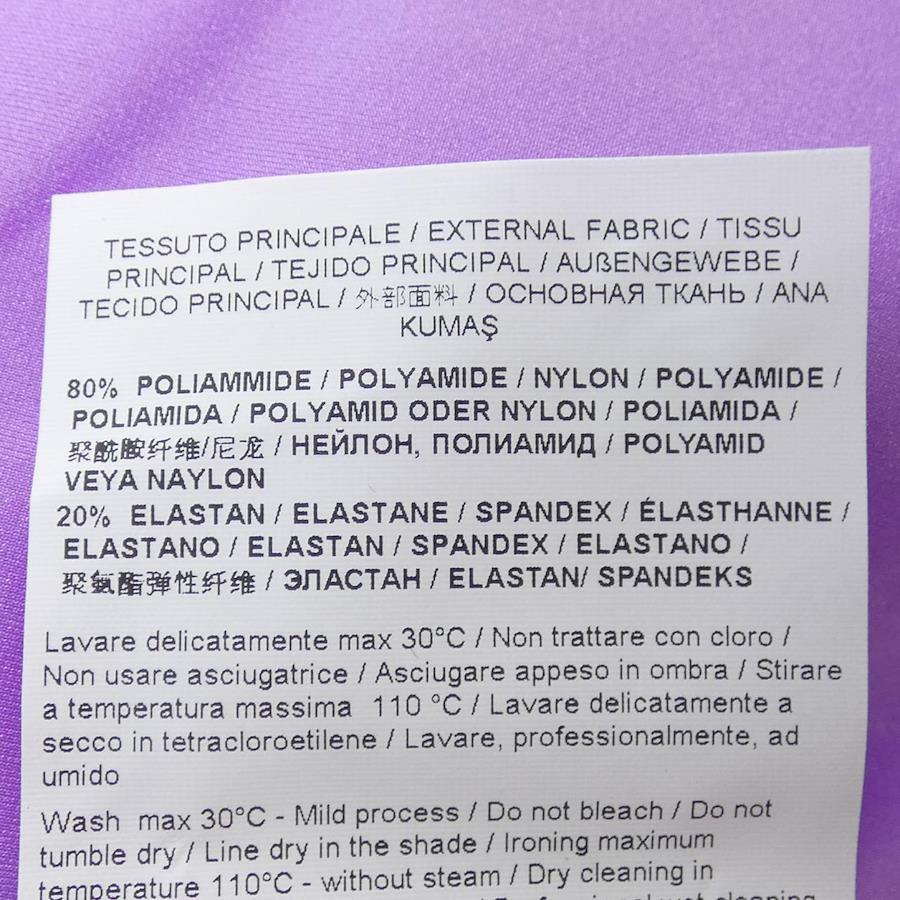 TESSUTO PRINCIPALE / EXTERNAL FABRIC / TISSU
PRINCIPAL / TEJIDO PRINCIPAL / AUßENGEWEBE /
TECIDO PRINCIPAL / 外部面料 / ОСНОВНАЯ ТКАНЬ / ANA
KUMAŞ
80% POLIAMMIDE / POLYAMIDE / NYLON / POLYAMIDE /
POLIAMIDA / POLYAMID ODER NYLON / POLIAMIDA /
聚酰胺纤维/尼龙 / НЕЙЛОН, ПОЛИАМИД / POLYAMID
VEYA NAYLON
20% ELASTAN / ELASTANE / SPANDEX / ÉLASTHANNE /
ELASTANO / ELASTAN / SPANDEX / ELASTANO /
聚氨酯弹性纤维 / ЭЛАСТАН / ELASTAN/ SPANDEKS
Lavare delicatamente max 30°C / Non trattare con cloro /
Non usare asciugatrice / Asciugare appeso in ombra / Stirare
a temperatura massima 110 °C / Lavare delicatamente a
secco in tetracloroetilene / Lavare, professionalmente, ad
umido
Wash max 30°C - Mild process / Do not bleach / Do not
tumble dry / Line dry in the shade / Ironing maximum
temperature 110°C - without steam / Dry cleaning in